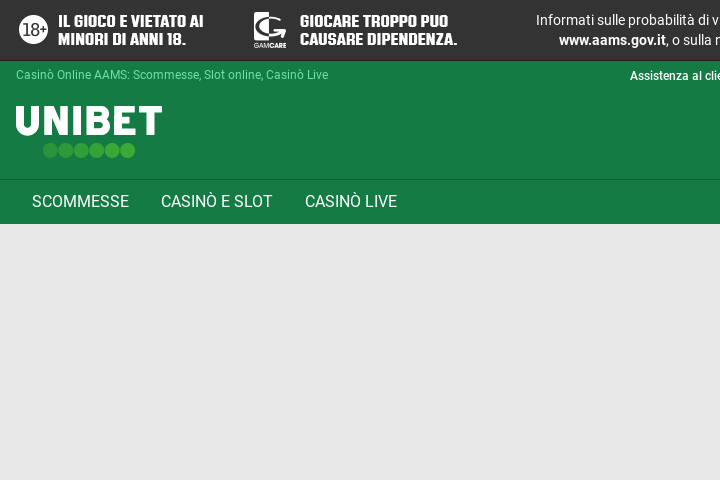 18+ IL GIOCO E VIETATO AI
MINORI DI ANNI 18.
GIOCARE TROPPO PUO
CAUSARE DIPENDENZA.
GAMCARE
Informati sulle probabilità di v
www.aams.gov.it, o sulla
Casinò Online AAMS: Scommesse, Slot online, Casinò Live
Assistenza al clie
UNIBET
SCOMMESSE CASINÒ E SLOT CASINÒ LIVE